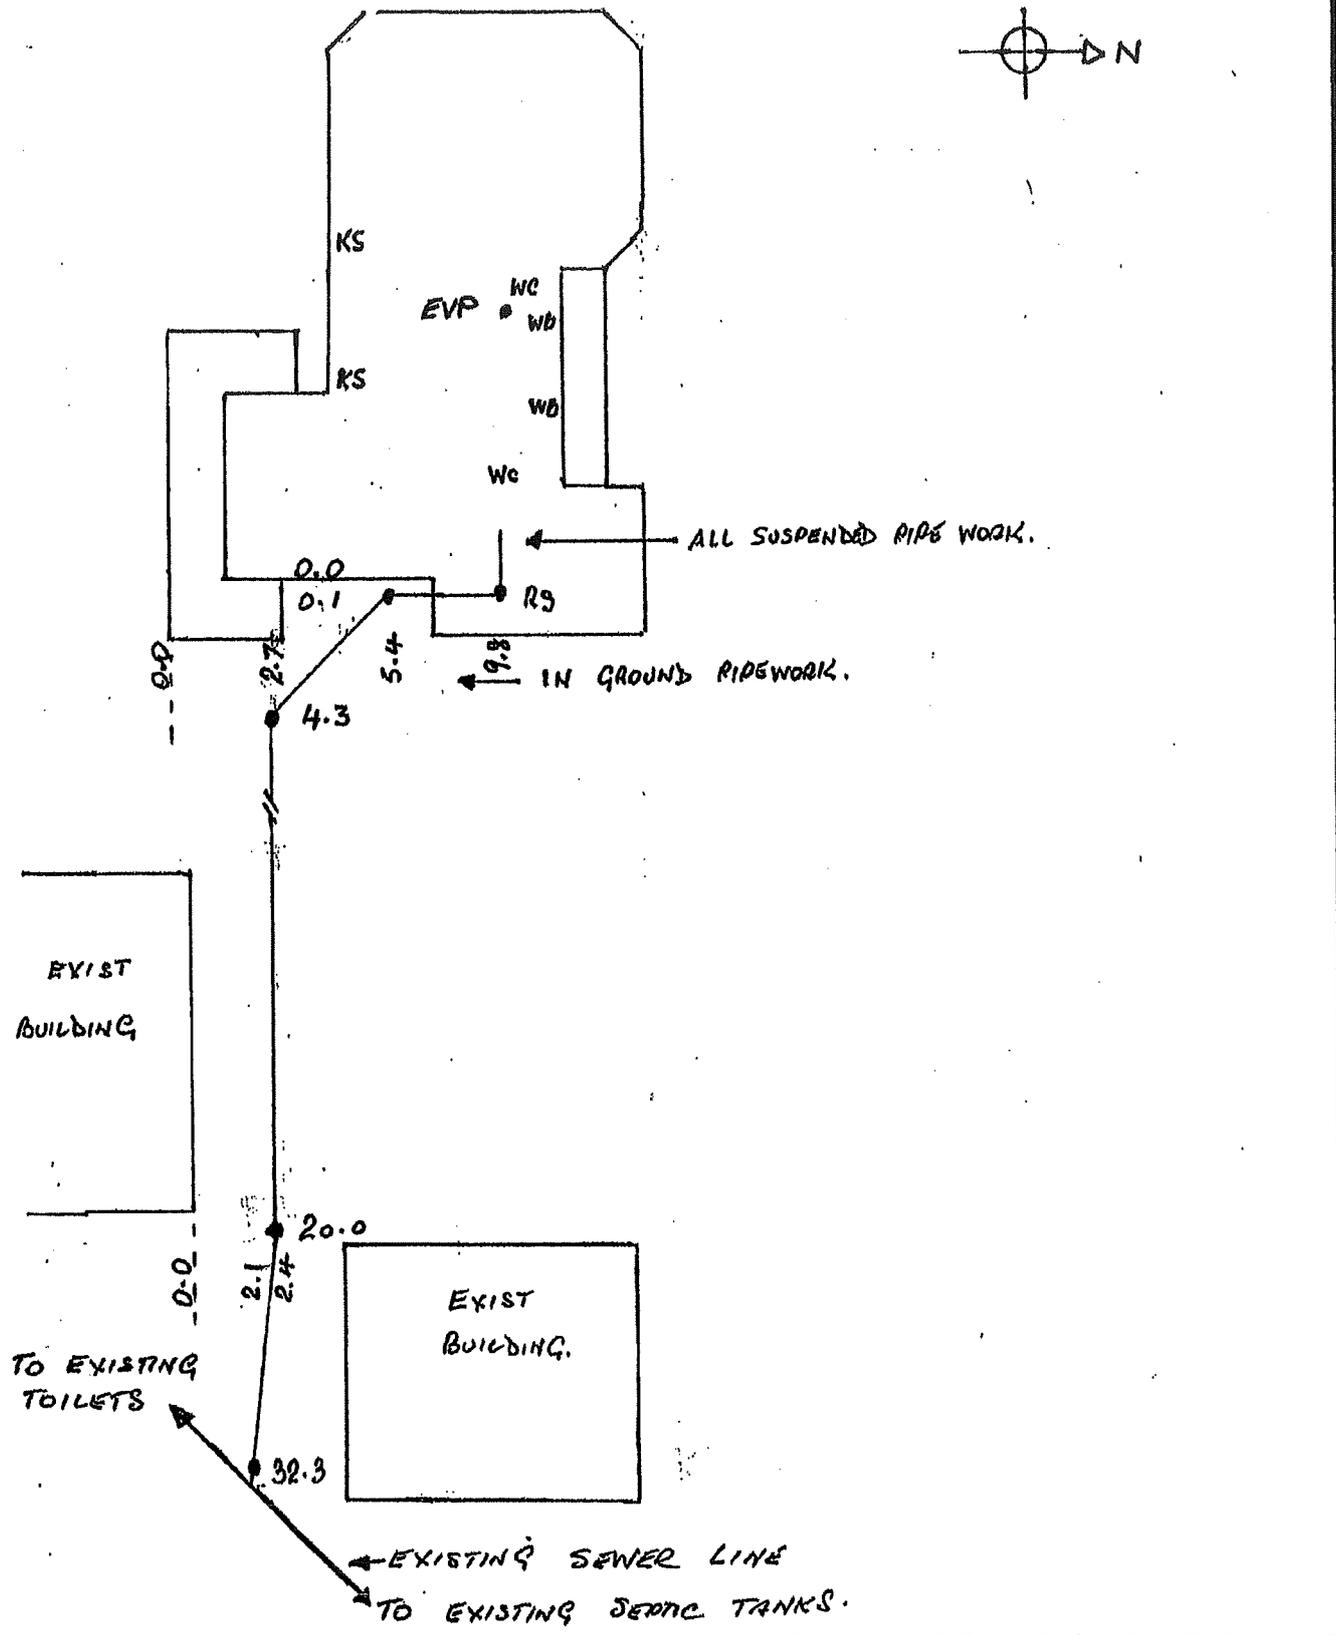 N
KS
WC
EVP
WB
KS
WB
WC
ALL SUSPENDED PIPE WORK.
0.0
0.1
Rg
0.0
2.7
5.4
9.8
IN GROUND PIPEWORK.
4.3
EXIST
BUILDING
20.0
0.0
2.1
2.4
EXIST
BUILDING.
TO EXISTING
TOILETS
32.3
EXISTING SEWER LINE
TO EXISTING SEPTIC TANKS.